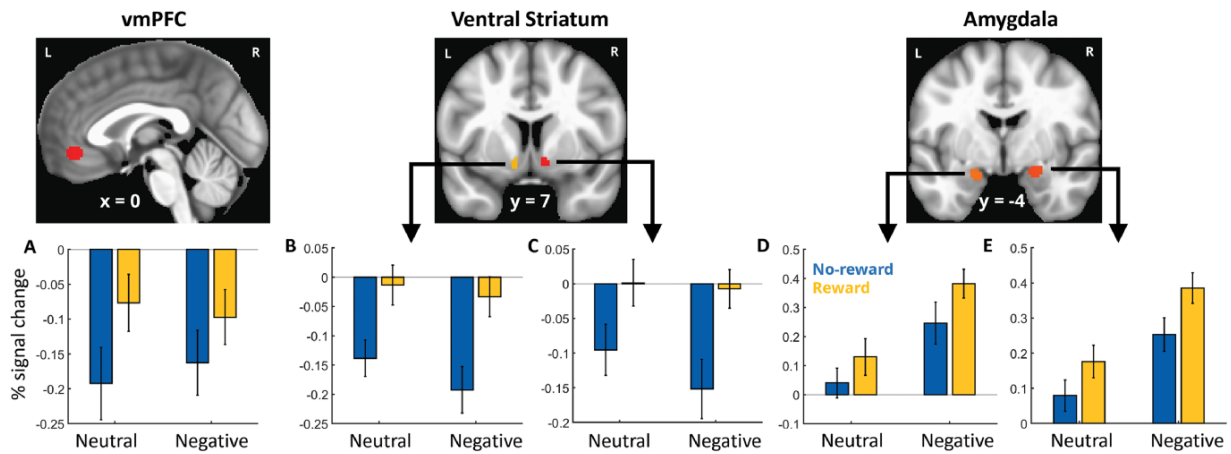 vmPFC
Ventral Striatum
Amygdala
L R
L R
L R
x = 0
y = 7
y = -4
A
B
C
D
E
% signal change
0
-0.05
-0.1
-0.15
-0.2
-0.25
Neutral Negative
0.05
0
-0.05
-0.1
-0.15
-0.2
-0.25
Neutral Negative
0.05
0
-0.05
-0.1
-0.15
-0.2
Neutral Negative
0.5
0.4
0.3
0.2
0.1
0
-0.1
No-reward
Reward
Neutral Negative
0.5
0.4
0.3
0.2
0.1
0
Neutral Negative